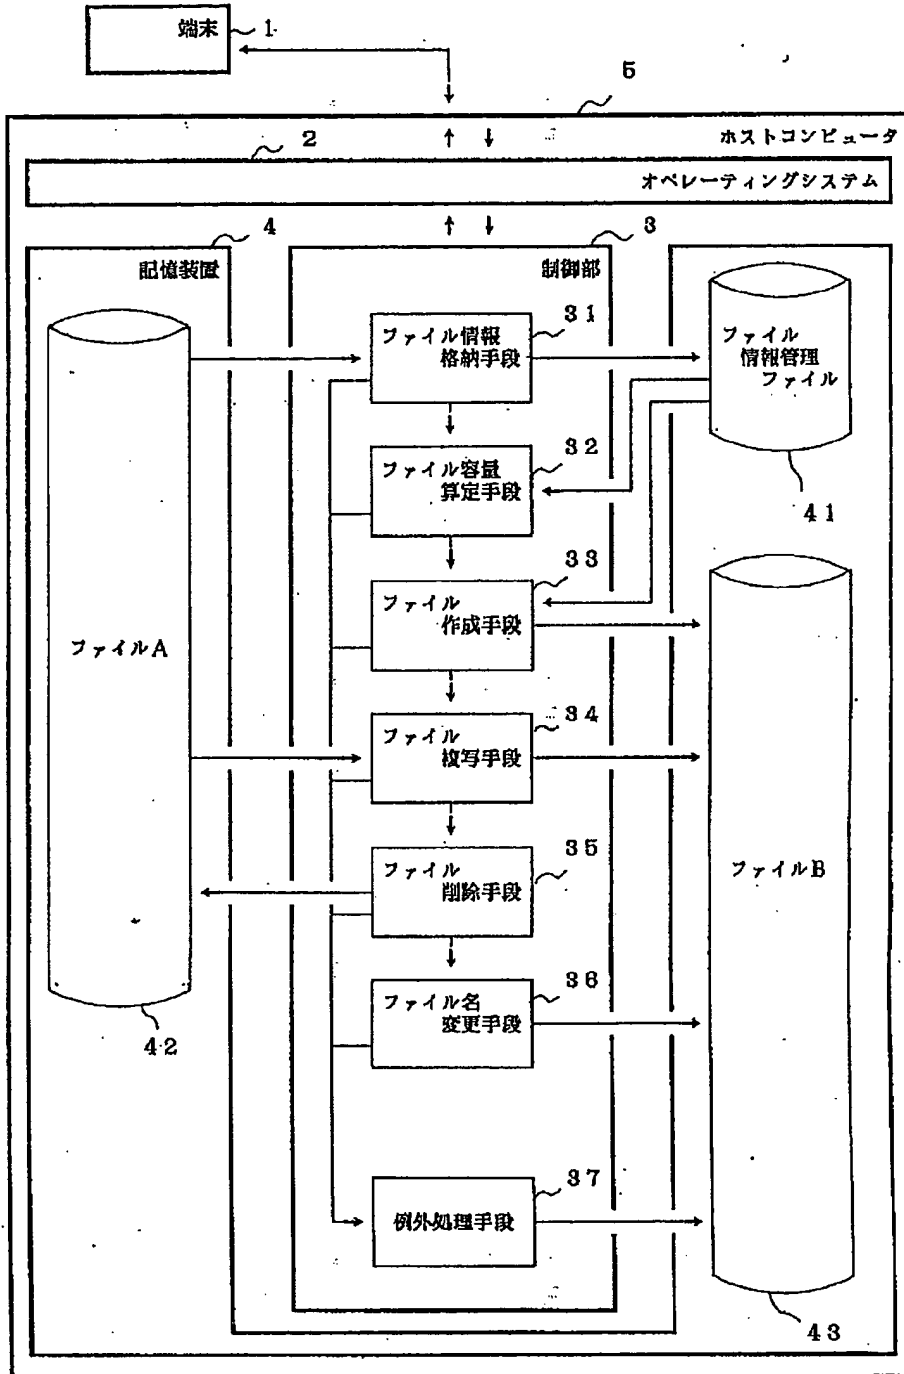 端末
1
5
ホストコンピュータ
2
オペレーティングシステム
4
3
記憶装置
制御部
31
ファイル情報
格納手段
ファイル
情報管理
ファイル
41
32
ファイル容量
算定手段
33
ファイル
作成手段
ファイルA
34
ファイル
複写手段
35
ファイル
削除手段
ファイルB
36
ファイル名
変更手段
42
37
例外処理手段
43